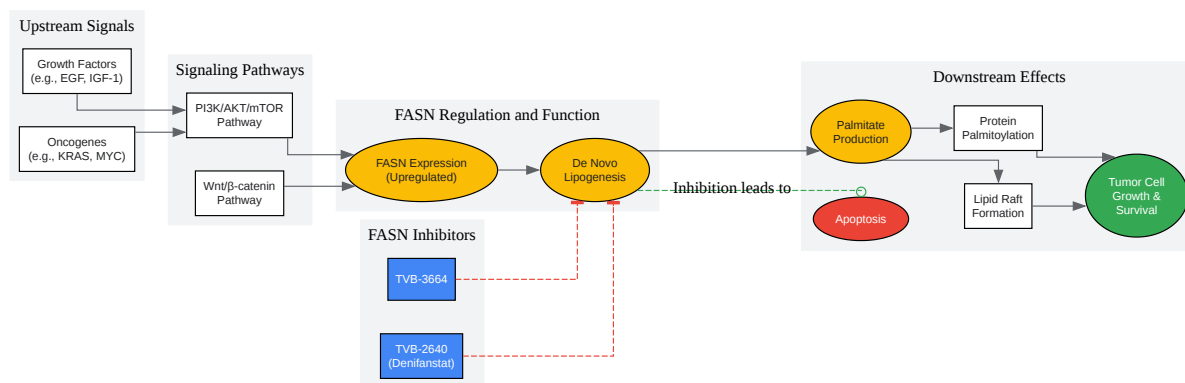 Upstream Signals
Growth Factors
(e.g., EGF, IGF-1)
Oncogenes
(e.g., KRAS, MYC)
Signaling Pathways
PI3K/AKT/mTOR
Pathway
Wnt/β-catenin
Pathway
FASN Regulation and Function
FASN Expression
(Upregulated)
De Novo
Lipogenesis
Inhibition leads to
FASN Inhibitors
TVB-3664
TVB-2640
(Denifanstat)
Downstream Effects
Palmitate
Production
Protein
Palmitoylation
Apoptosis
Lipid Raft
Formation
Tumor Cell
Growth &
Survival